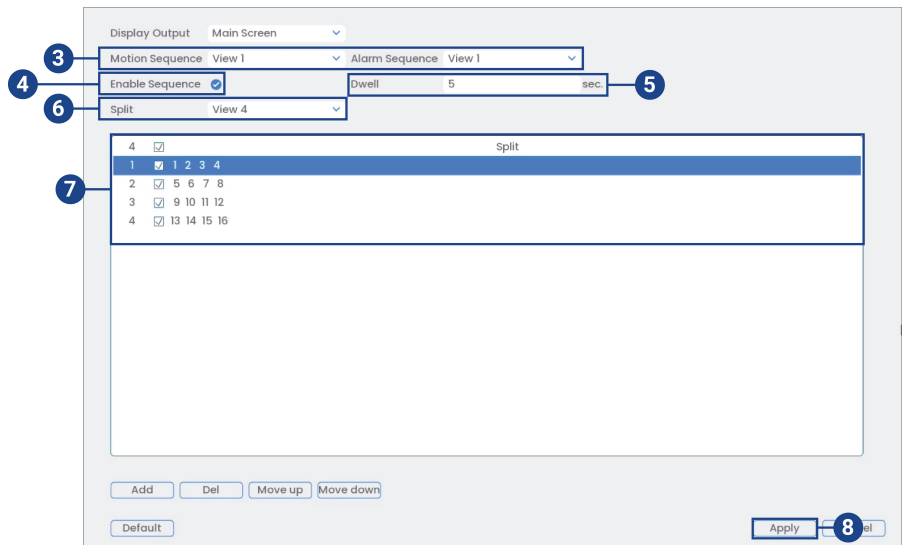 Display Output Main Screen
3 Motion Sequence View 1 Alarm Sequence View 1
4 Enable Sequence Dwell 5 sec. 5
6 Split View 4
4 Split
1 1 2 3 4
7 2 5 6 7 8
3 9 10 11 12
4 13 14 15 16
Add Del Move up Move down
Default Apply 8 el